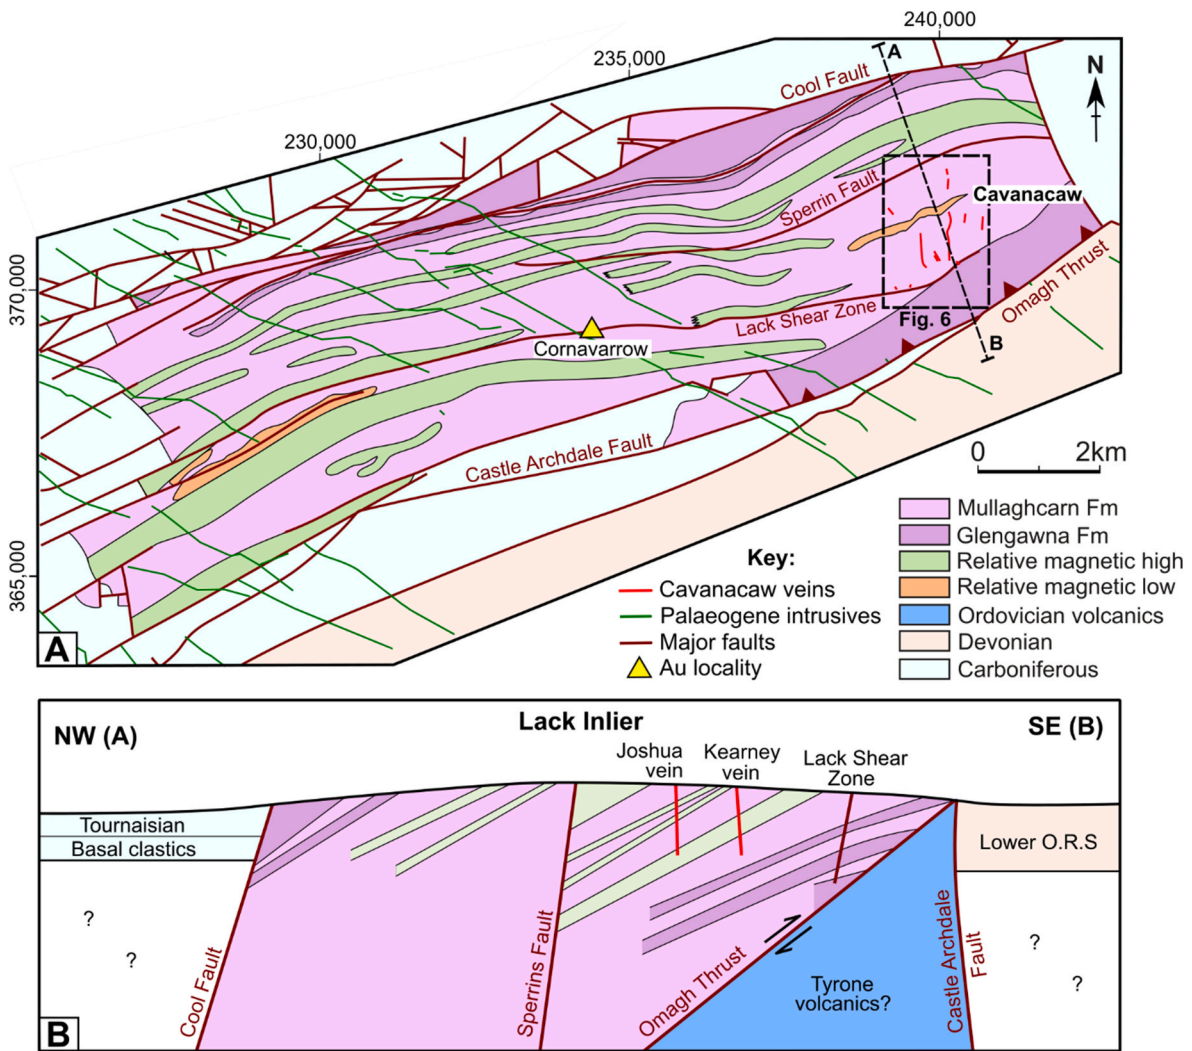 240,000
235,000
230,000
370,000
365,000
A
N
Cool Fault
Sperrin Fault
Cavanacaw
Omagh Thrust
Lack Shear Zone
Fig. 6
B
Cornavarrow
Castle Archdale Fault
0 2km
Key:
Cavanacaw veins
Palaeogene intrusives
Major faults
Au locality
Mullaghcarn Fm
Glengawna Fm
Relative magnetic high
Relative magnetic low
Ordovician volcanics
Devonian
Carboniferous
A
NW (A)
Lack Inlier
SE (B)
Joshua
vein
Kearney
vein
Lack Shear
Zone
Tournaisian
Basal clastics
Lower O.R.S
?
?
?
?
Cool Fault
Sperrins Fault
Omagh Thrust
Tyrone
volcanics?
Castle Archdale
Fault
B